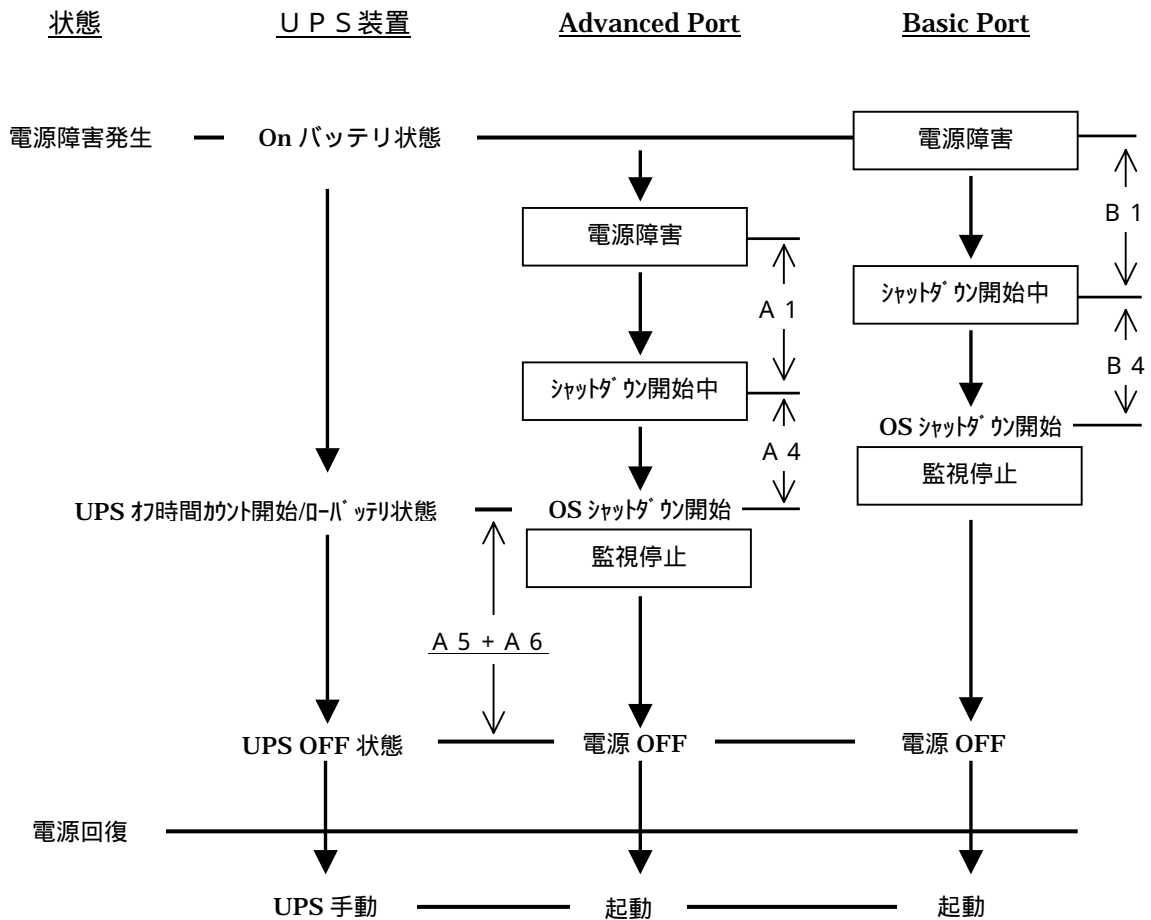 状態 ＵＰＳ装置 Advanced Port Basic Port
電源障害発生 On バッテリ状態 電源障害
B 1
電源障害
A 1
ｼｬｯﾄﾀﾞｳﾝ開始中
B 4
ｼｬｯﾄﾀﾞｳﾝ開始中
A 4
OS ｼｬｯﾄﾀﾞｳﾝ開始
監視停止
UPS ｵﾌ時間ｶｳﾝﾄ開始/ﾛｰﾊﾞｯﾃﾘ状態 OS ｼｬｯﾄﾀﾞｳﾝ開始
監視停止
A 5 + A 6
UPS OFF 状態 電源 OFF 電源 OFF
電源回復
UPS 手動 起動 起動